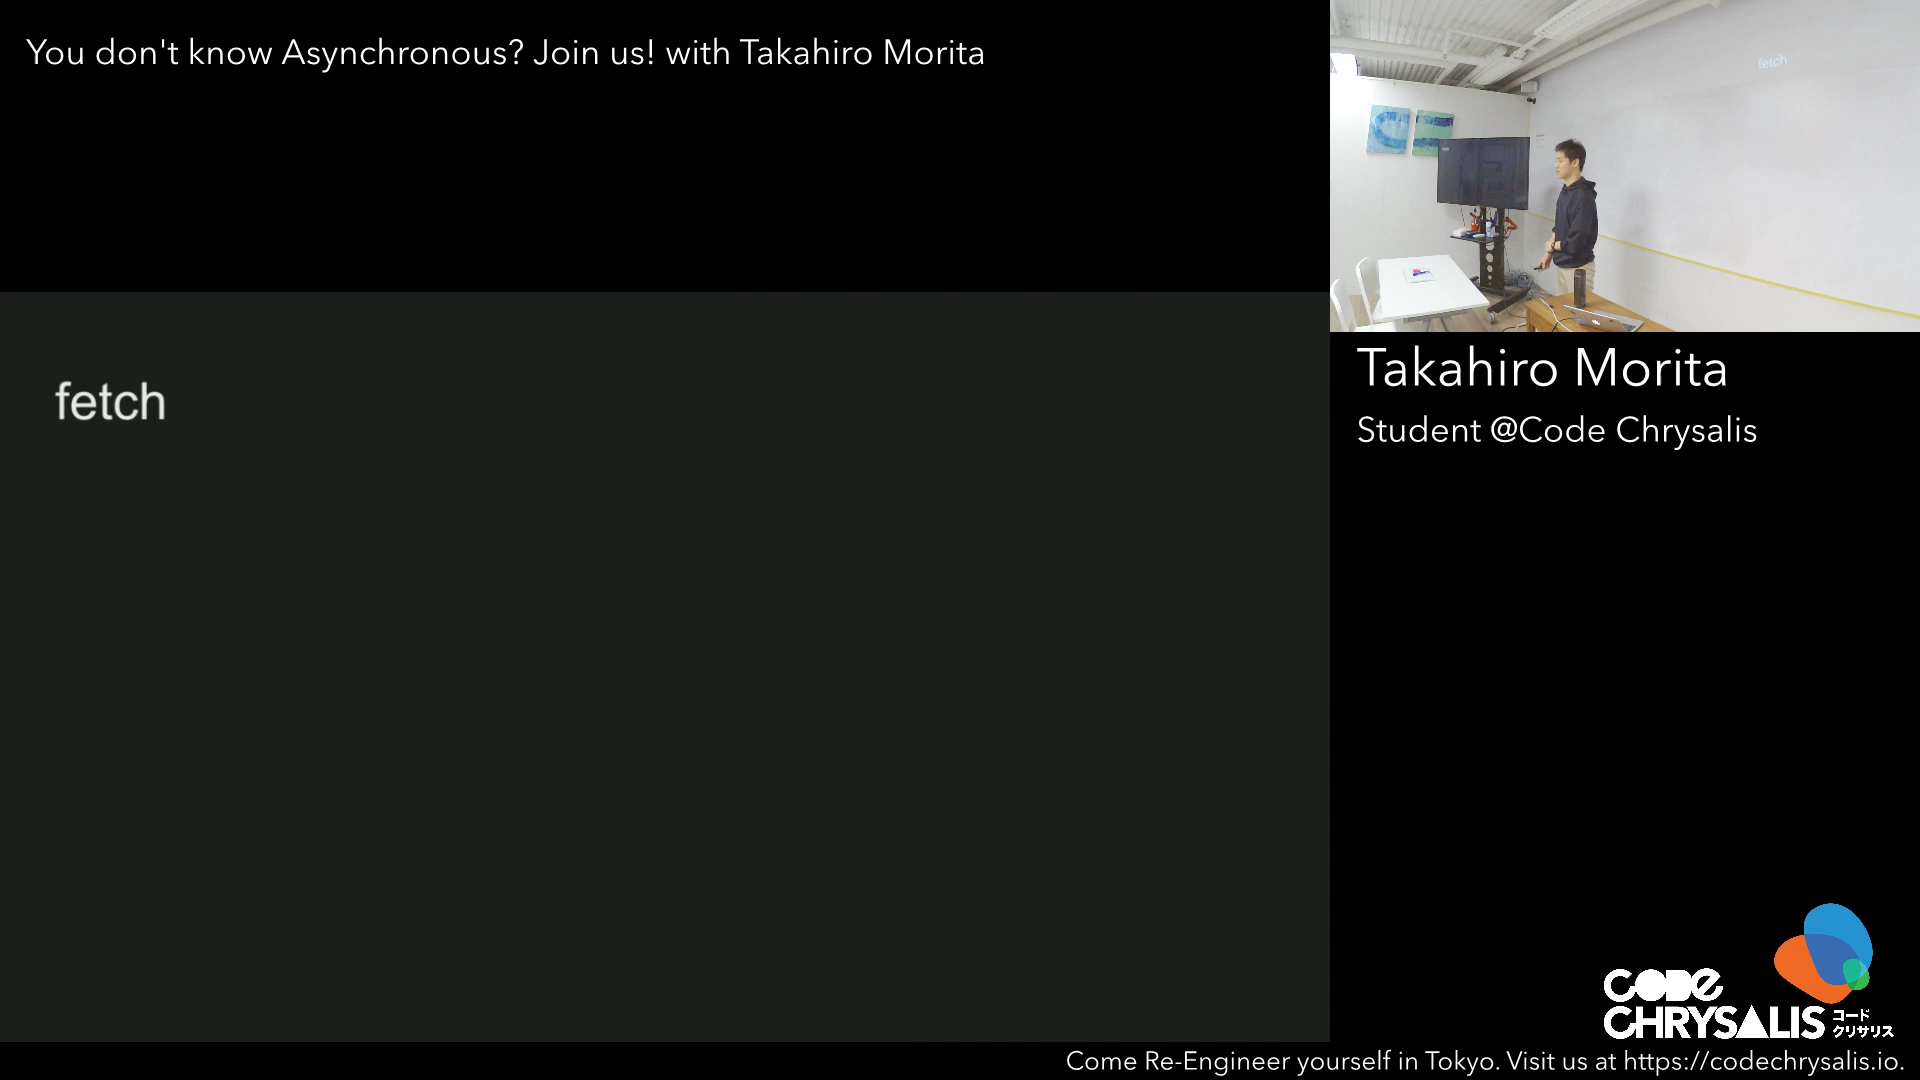 You don't know Asynchronous? Join us! with Takahiro Morita
fetch
fetch
Takahiro Morita
Student @Code Chrysalis
CODE
CHRYSALIS
コード
クリサリス
Come Re-Engineer yourself in Tokyo. Visit us at https://codechrysalis.io.